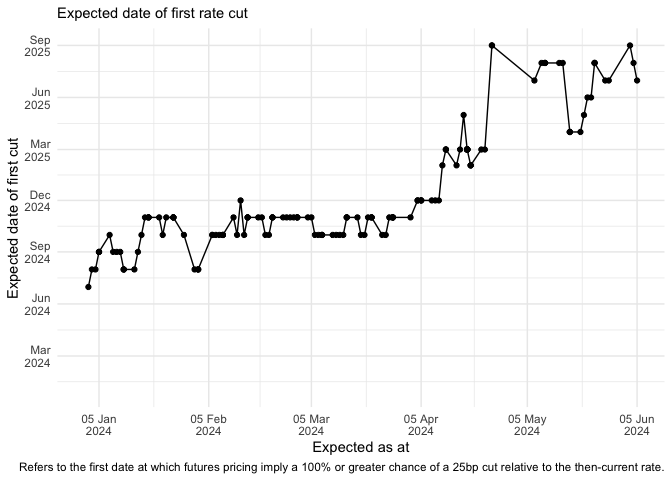 Expected date of first rate cut
Expected date of first cut
Sep
2025
Jun
2025
Mar
2025
Dec
2024
Sep
2024
Jun
2024
Mar
2024
05 Jan
2024
05 Feb
2024
05 Mar
2024
05 Apr
2024
05 May
2024
05 Jun
2024
Expected as at
Refers to the first date at which futures pricing imply a 100% or greater chance of a 25bp cut relative to the then-current rate.